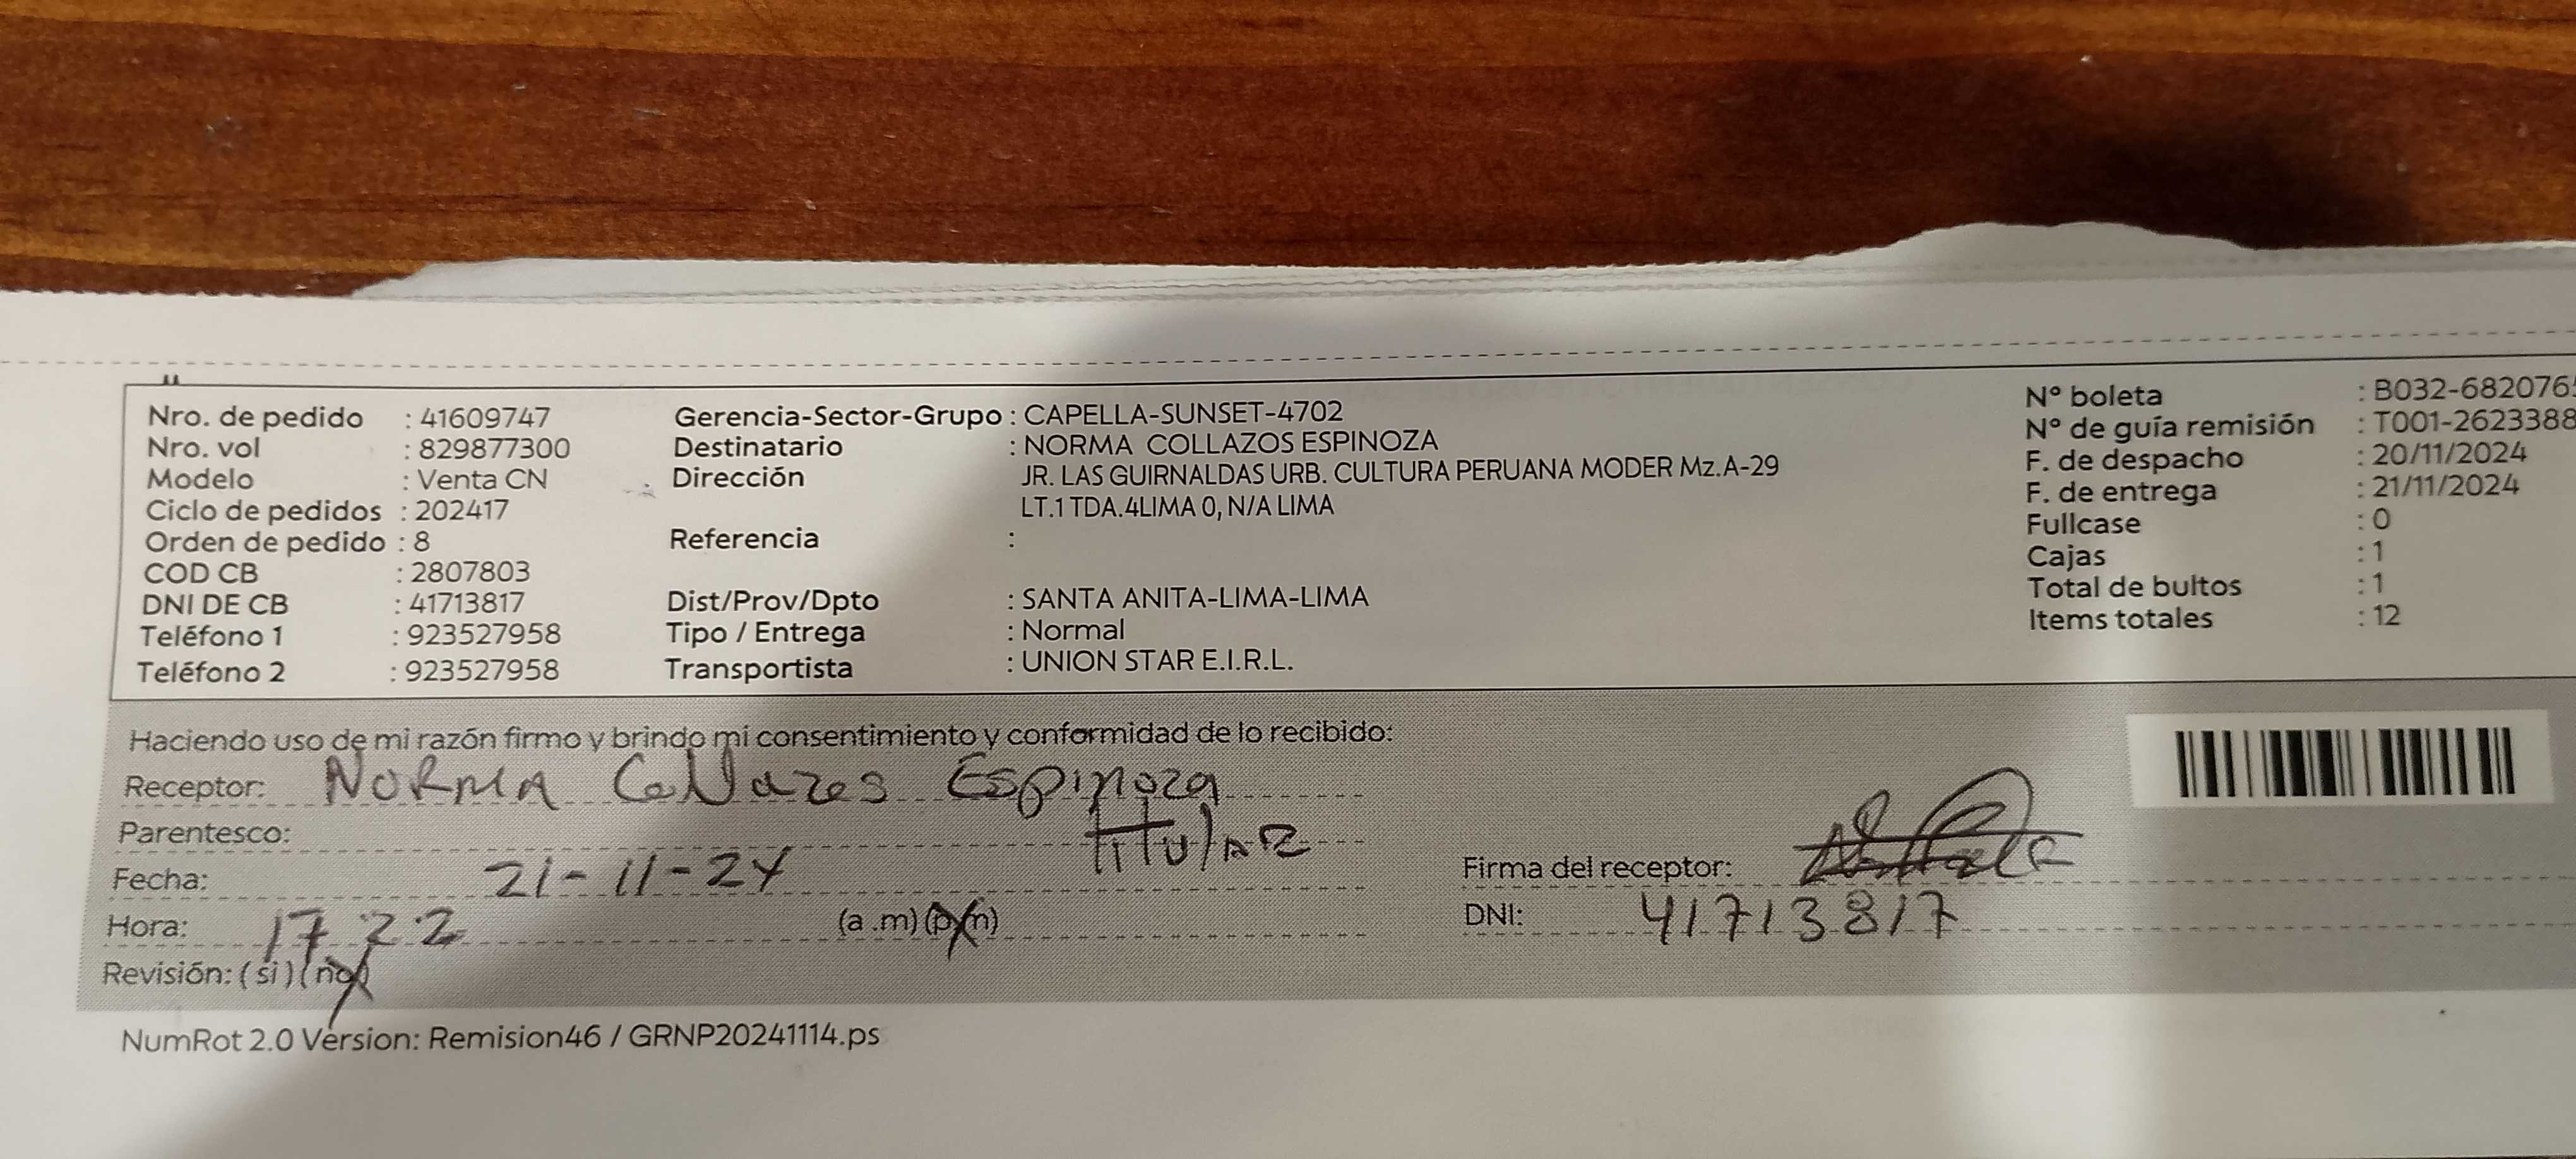 Nro. de pedido : 41609747 Gerencia-Sector-Grupo : CAPELLA-SUNSET-4702 N° boleta : B032-682076
Nro. vol : 829877300 Destinatario : NORMA COLLAZOS ESPINOZA N° de guía remisión : T001-2623388
Modelo : Venta CN Dirección JR. LAS GUIRNALDAS URB. CULTURA PERUANA MODER Mz.A-29 F. de despacho : 20/11/2024
Ciclo de pedidos : 202417 LT.1 TDA.4LIMA 0, N/A LIMA F. de entrega : 21/11/2024
Orden de pedido : 8 Referencia : Fullcase : 0
COD CB : 2807803 Cajas : 1
DNI DE CB : 41713817 Dist/Prov/Dpto : SANTA ANITA-LIMA-LIMA Total de bultos : 1
Teléfono 1 : 923527958 Tipo / Entrega : Normal Items totales : 12
Teléfono 2 : 923527958 Transportista : UNION STAR E.I.R.L.
Haciendo uso de mi razón firmo y brindo mi consentimiento y conformidad de lo recibido:
Receptor: NORMA Collazos Espinoza
Parentesco: TiTulaR
Fecha: 21-11-24 Firma del receptor:
Hora: 17 22 (a .m) (p.m) DNI: 41713817
Revisión: ( si ) ( no )
NumRot 2.0 Version: Remision46 / GRNP20241114.ps